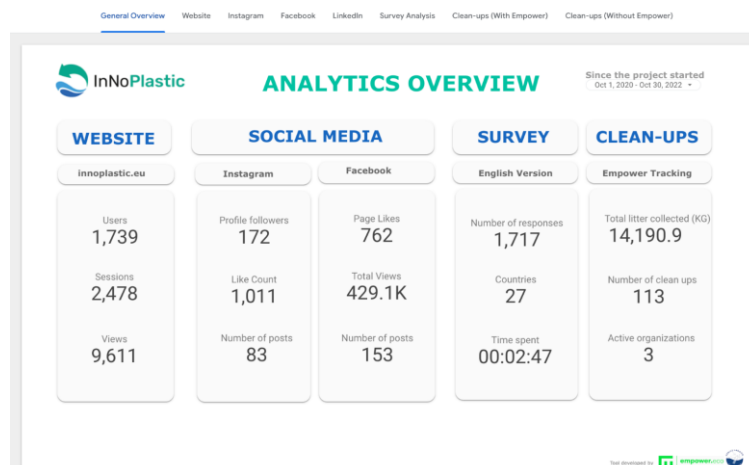 General Overview Website Instagram Facebook LinkedIn Survey Analysis Clean-ups (With Empower) Clean-ups (Without Empower)
InNoPlastic
ANALYTICS OVERVIEW
Since the project started
Oct 1, 2020 - Oct 30, 2022
WEBSITE
SOCIAL MEDIA
SURVEY
CLEAN-UPS
innoplastic.eu
Instagram
Facebook
English Version
Empower Tracking
Users
1,739
Sessions
2,478
Views
9,611
Profile followers
172
Like Count
1,011
Number of posts
83
Page Likes
762
Total Views
429.1K
Number of posts
153
Number of responses
1,717
Countries
27
Time spent
00:02:47
Total litter collected (KG)
14,190.9
Number of clean ups
113
Active organizations
3
Tool developed by
empower.eco